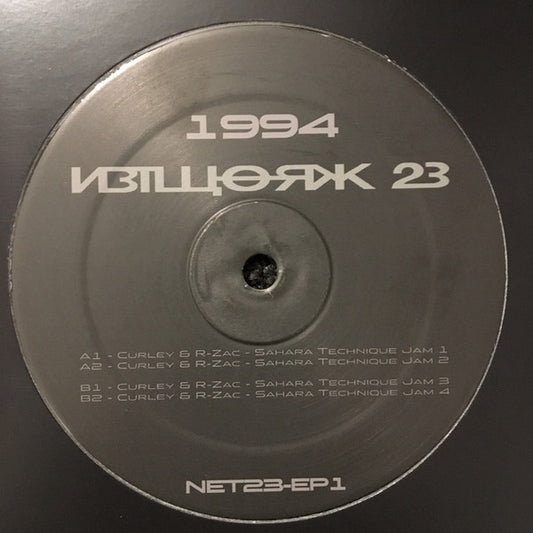 1994
ИВТЩФЯЖ 23
A1 - Curley & R-Zac - Sahara Technique Jam 1
A2 - Curley & R-Zac - Sahara Technique Jam 2
B1 - Curley & R-Zac - Sahara Technique Jam 3
B2 - Curley & R-Zac - Sahara Technique Jam 4
NET23-EP1